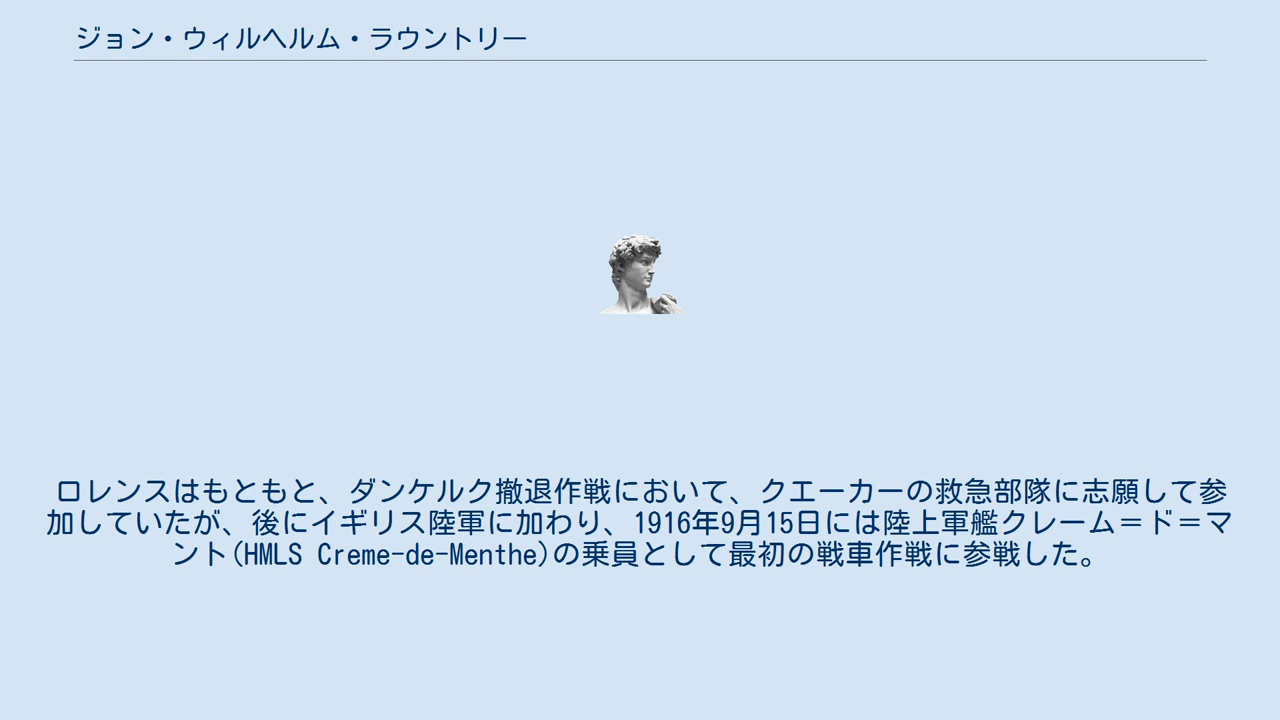 ジョン・ウィルヘルム・ラウントリー
ロレンスはもともと、ダンケルク撤退作戦において、クエーカーの救急部隊に志願して参
加していたが、後にイギリス陸軍に加わり、1916年9月15日には陸上軍艦クレーム＝ド＝マ
ント(HMLS Creme-de-Menthe)の乗員として最初の戦車作戦に参戦した。